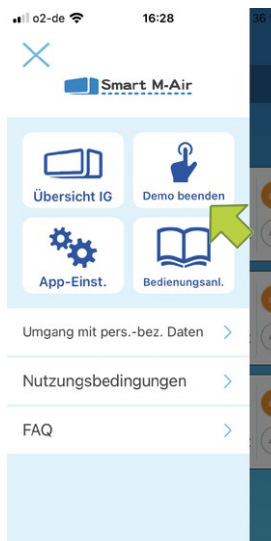 o2-de
16:28
36
Smart M-Air
Übersicht IG
Demo beenden
App-Einst.
Bedienungsanl.
Umgang mit pers.-bez. Daten
Nutzungsbedingungen
FAQ